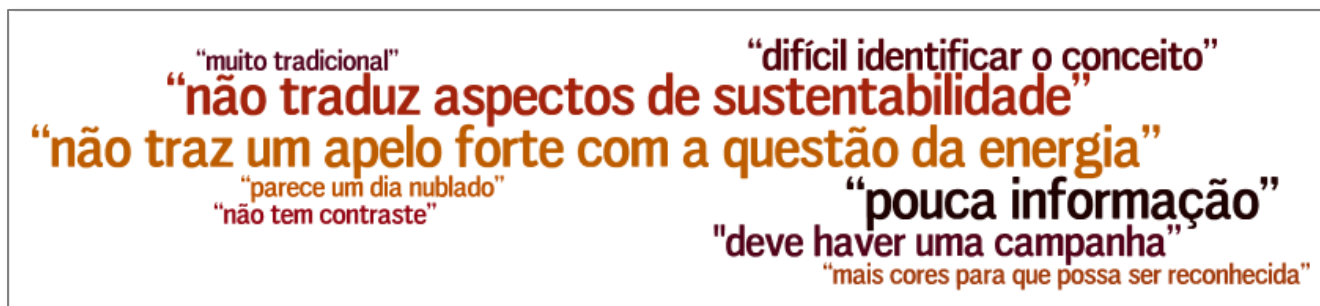 “muito tradicional”
“difícil identificar o conceito”
“não traduz aspectos de sustentabilidade”
“não traz um apelo forte com a questão da energia”
“parece um dia nublado”
“pouca informação”
“não tem contraste”
"deve haver uma campanha”
“mais cores para que possa ser reconhecida”